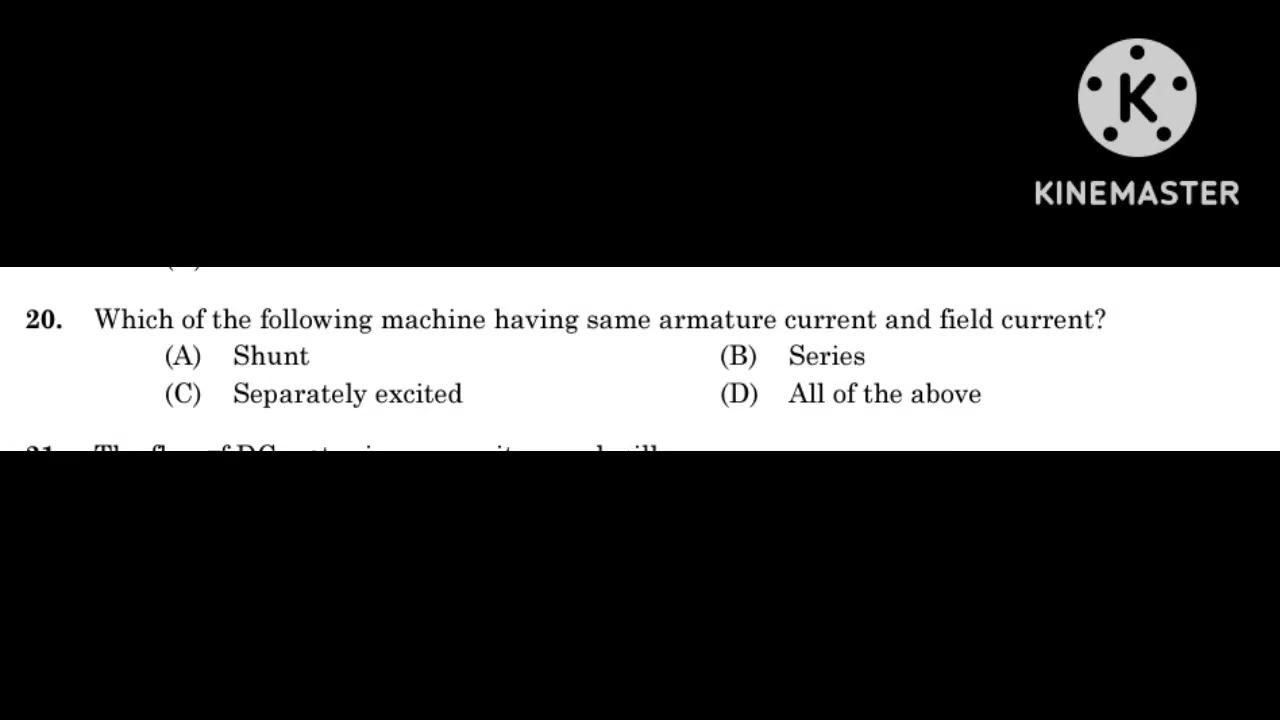 KINEMASTER
20. Which of the following machine having same armature current and field current?
(A) Shunt (B) Series
(C) Separately excited (D) All of the above